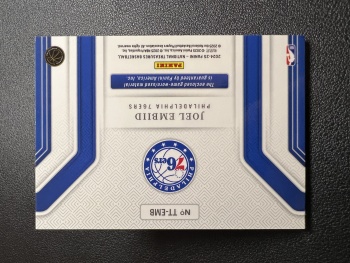 Nº TT-EMB
PHILADELPHIA
76ERS
JOEL EMBIID
PHILADELPHIA 76ERS
The enclosed game-worn/used material
is guaranteed by Panini America, Inc.
PANINI
2024-25 PANINI - NATIONAL TREASURES BASKETBALL